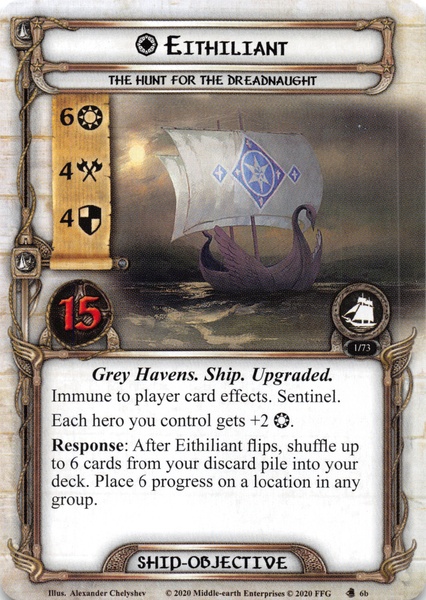 Eithiliant
The Hunt for the Dreadnaught
6
4
4
15
1/73
Grey Havens. Ship. Upgraded.
Immune to player card effects. Sentinel.
Each hero you control gets +2 .
Response: After Eithiliant flips, shuffle up
to 6 cards from your discard pile into your
deck. Place 6 progress on a location in any
group.
Ship-Objective
Illus. Alexander Chelyshev © 2020 Middle-earth Enterprises © 2020 FFG 6b